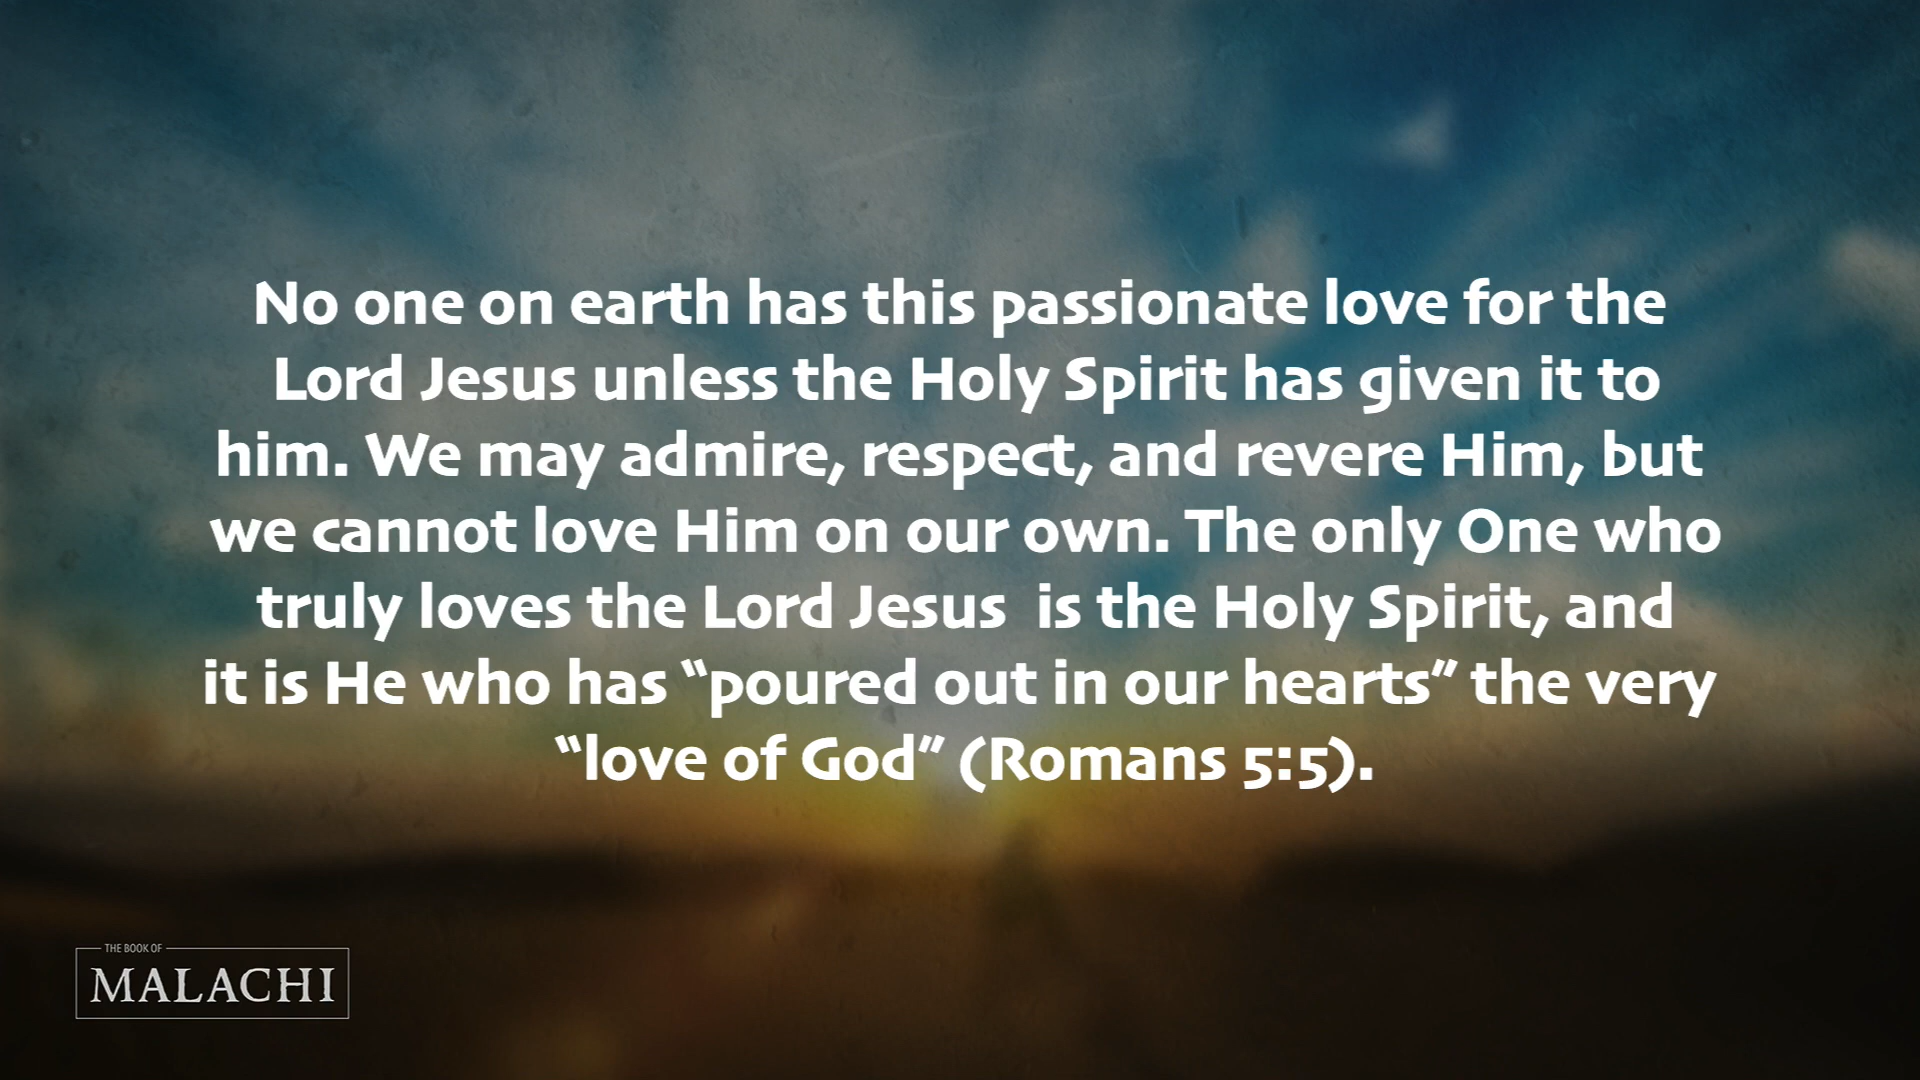 No one on earth has this passionate love for the
Lord Jesus unless the Holy Spirit has given it to
him. We may admire, respect, and revere Him, but
we cannot love Him on our own. The only One who
truly loves the Lord Jesus  is the Holy Spirit, and
it is He who has “poured out in our hearts” the very
“love of God” (Romans 5:5).
THE BOOK OF
MALACHI